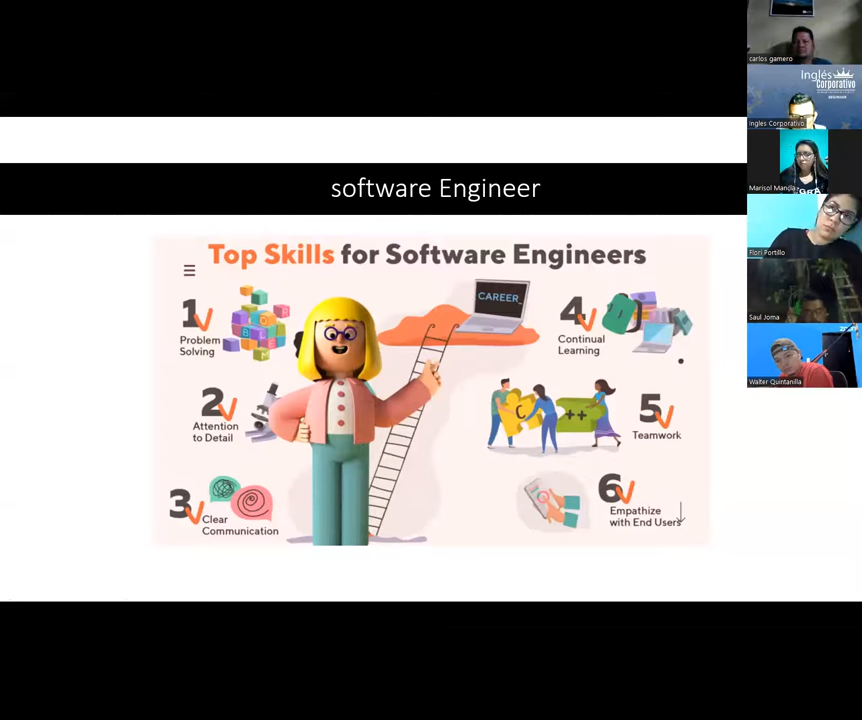 software Engineer
Top Skills for Software Engineers
1
Problem
Solving
2
Attention
to Detail
3
Clear
Communication
CAREER_
4
Continual
Learning
C
++
5
Teamwork
6
Empathize
with End Users
carlos gamero
Inglés
Corporativo
Ingles Corporativo
Marisol Mancía
Flori Portillo
Saul Joma
Walter Quintanilla